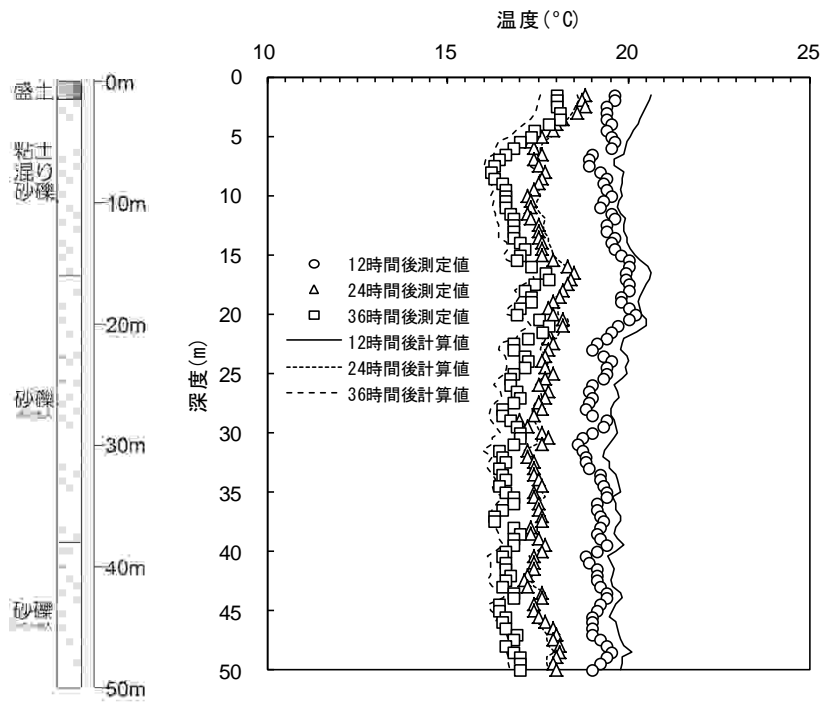 温度(°C)
10 15 20 25
0
5
10
15
20
25
30
35
40
45
50
深度(m)
12時間後測定値
24時間後測定値
36時間後測定値
12時間後計算値
24時間後計算値
36時間後計算値
盛土
粘土
混り
砂礫
砂礫
砂礫
0m
10m
20m
30m
40m
50m